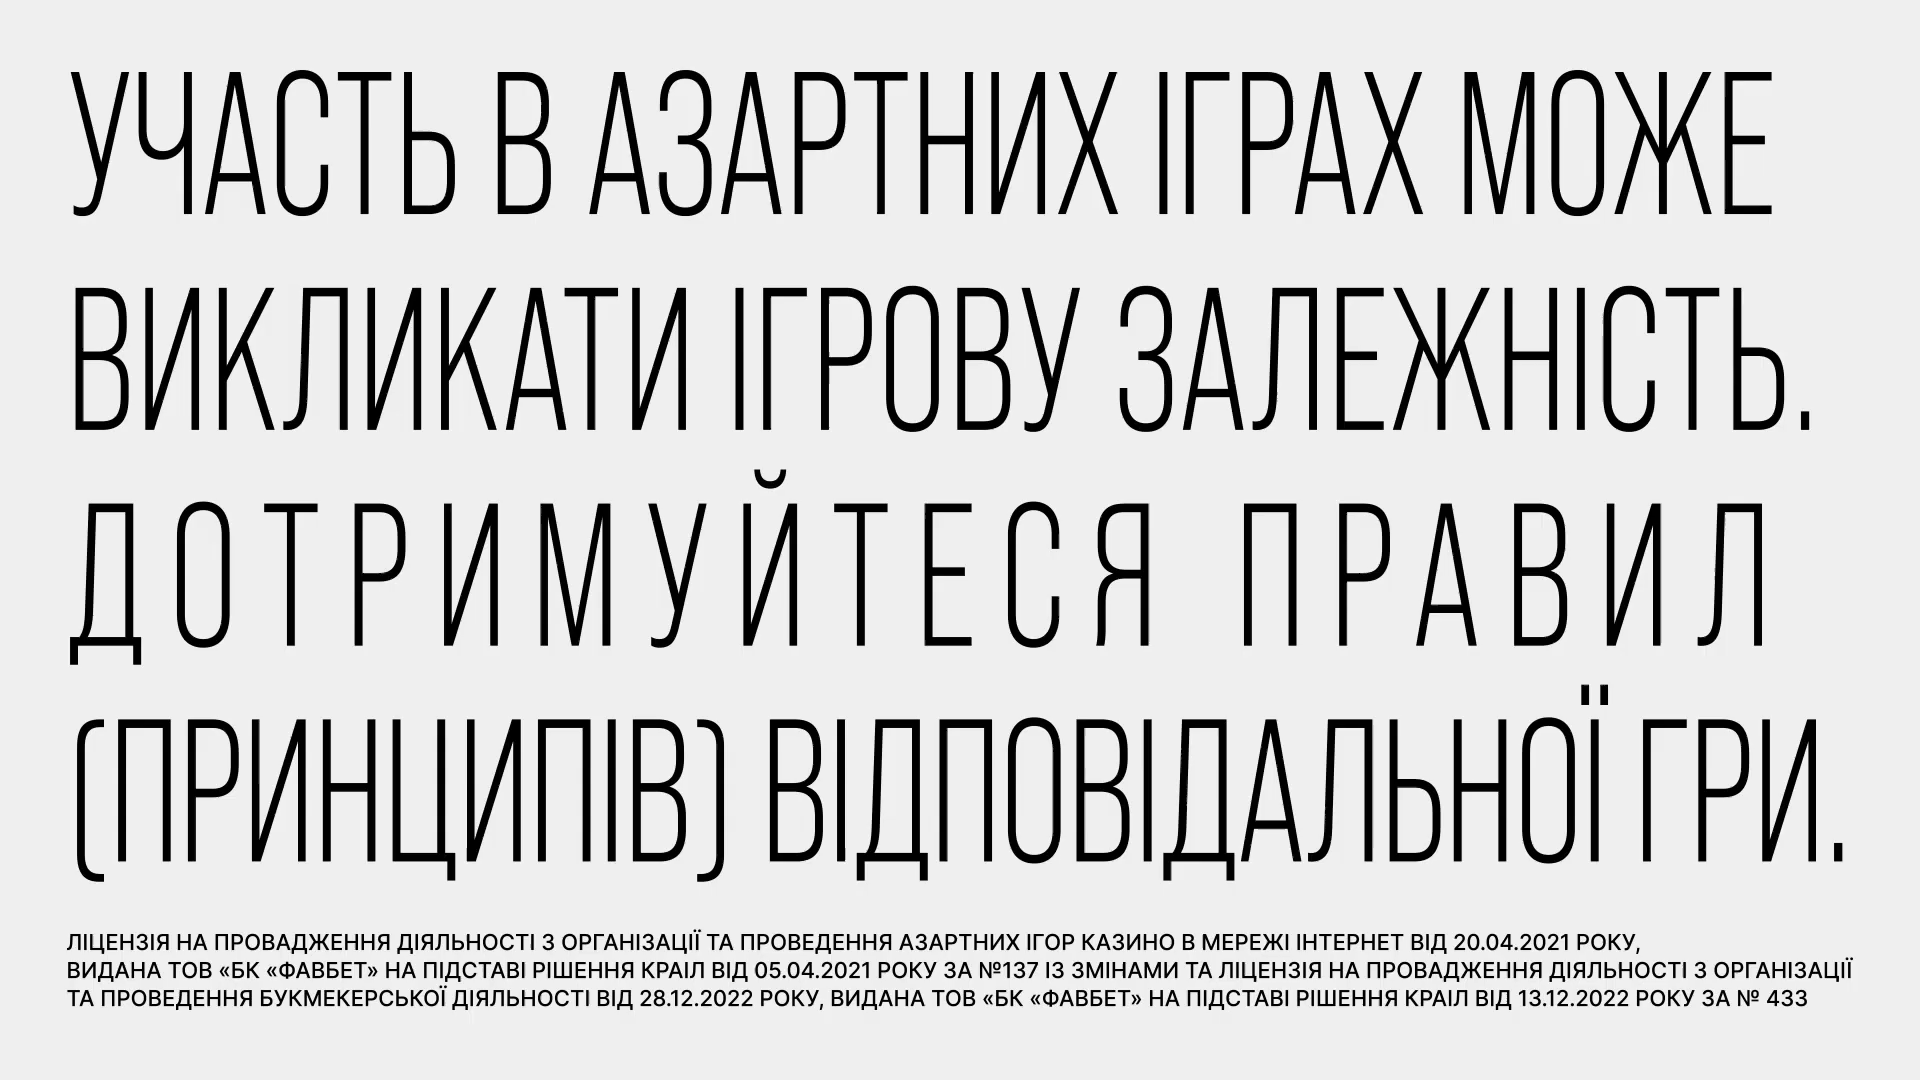 УЧАСТЬ В АЗАРТНИХ ІГРАХ МОЖЕ
ВИКЛИКАТИ ІГРОВУ ЗАЛЕЖНІСТЬ.
ДОТРИМУЙТЕСЯ ПРАВИЛ
(ПРИНЦИПІВ) ВІДПОВІДАЛЬНОЇ ГРИ.
ЛІЦЕНЗІЯ НА ПРОВАДЖЕННЯ ДІЯЛЬНОСТІ З ОРГАНІЗАЦІЇ ТА ПРОВЕДЕННЯ АЗАРТНИХ ІГОР КАЗИНО В МЕРЕЖІ ІНТЕРНЕТ ВІД 20.04.2021 РОКУ,
ВИДАНА ТОВ «БК «ФАВБЕТ» НА ПІДСТАВІ РІШЕННЯ КРАІЛ ВІД 05.04.2021 РОКУ ЗА №137 ІЗ ЗМІНАМИ ТА ЛІЦЕНЗІЯ НА ПРОВАДЖЕННЯ ДІЯЛЬНОСТІ З ОРГАНІЗАЦІЇ
ТА ПРОВЕДЕННЯ БУКМЕКЕРСЬКОЇ ДІЯЛЬНОСТІ ВІД 28.12.2022 РОКУ, ВИДАНА ТОВ «БК «ФАВБЕТ» НА ПІДСТАВІ РІШЕННЯ КРАІЛ ВІД 13.12.2022 РОКУ ЗА № 433